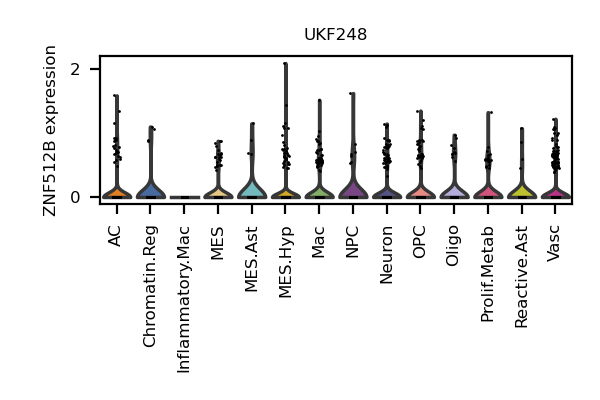 UKF248
ZNF512B expression
2
0
AC
Chromatin.Reg
Inflammatory.Mac
MES
MES.Ast
MES.Hyp
Mac
NPC
Neuron
OPC
Oligo
Prolif.Metab
Reactive.Ast
Vasc